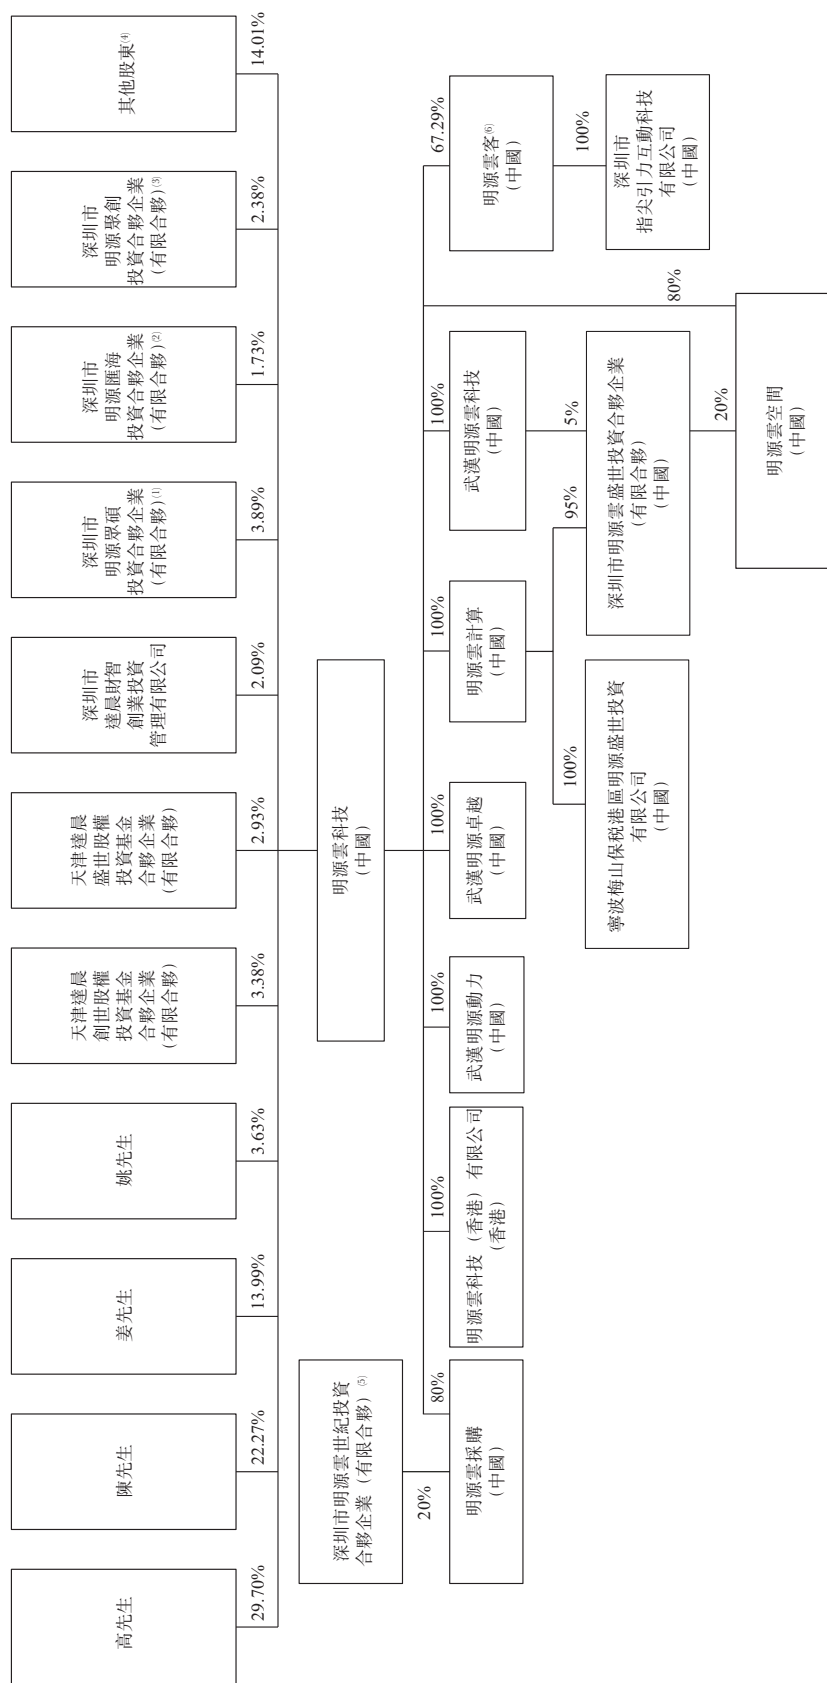 高先生
29.70%
陳先生
22.27%
姜先生
13.99%
姚先生
3.63%
天津達晨
創世股權
投資基金
合夥企業
(有限合夥)
3.38%
天津達晨
盛世股權
投資基金
合夥企業
(有限合夥)
2.93%
深圳市
達晨財智
創業投資
管理有限公司
2.09%
深圳市
明源眾碩
投資合夥企業
(有限合夥)(1)
3.89%
深圳市
明源匯海
投資合夥企業
(有限合夥)(2)
1.73%
深圳市
明源聚創
投資合夥企業
(有限合夥)(3)
2.38%
其他股東(4)
14.01%
深圳市明源雲世紀投資
合夥企業(有限合夥)(5)
明源雲科技
(中國)
20%
80%
100%
100%
100%
100%
100%
67.29%
明源雲採購
(中國)
明源雲科技(香港)有限公司
(香港)
武漢明源動力
(中國)
武漢明源卓越
(中國)
明源雲計算
(中國)
武漢明源雲科技
(中國)
明源雲客(6)
(中國)
100%
95%
5%
100%
寧波梅山保稅港區明源盛世投資
有限公司
(中國)
深圳市明源雲盛世投資合夥企業
(有限合夥)
(中國)
深圳市
指尖引力互動科技
有限公司
(中國)
20%
80%
明源雲空間
(中國)